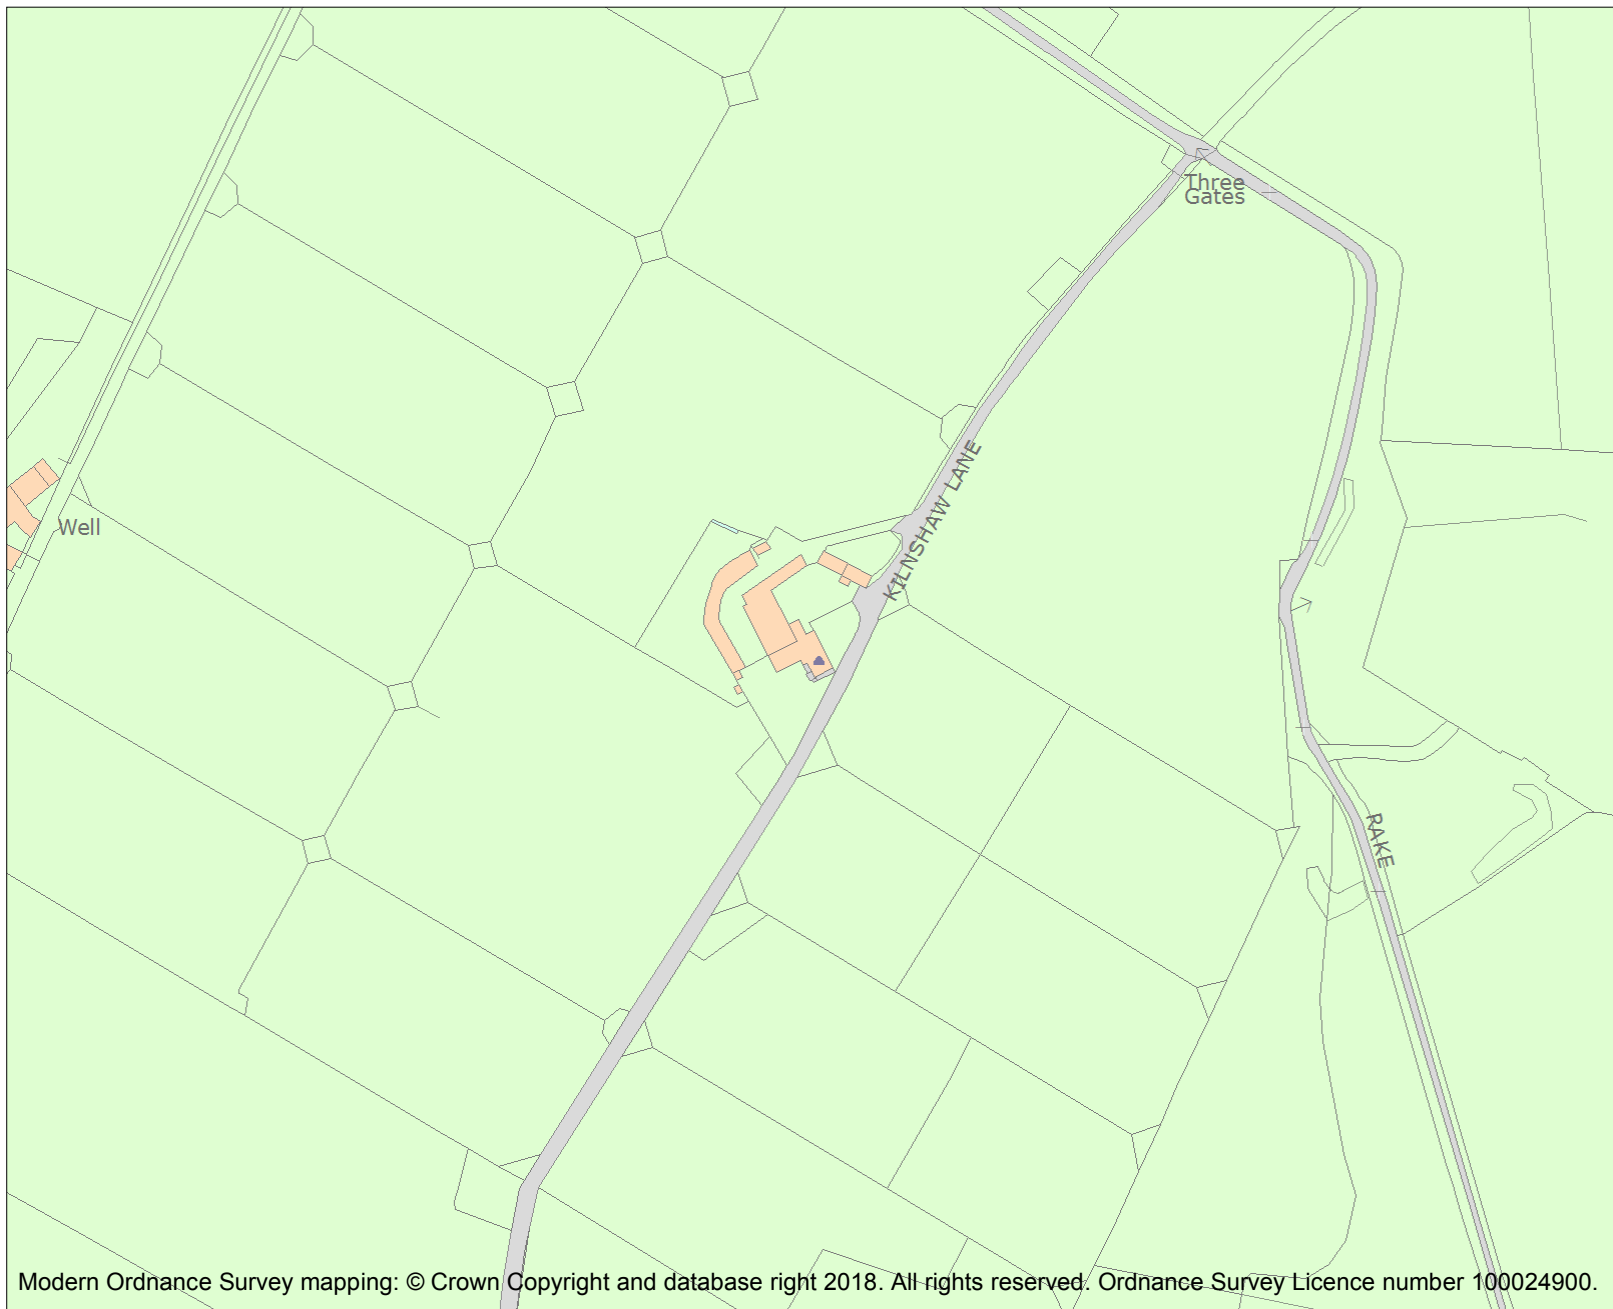 Three
Gates
KILNSHAW LANE
Well
RAKE
Modern Ordnance Survey mapping: © Crown Copyright and database right 2018. All rights reserved. Ordnance Survey Licence number 100024900.